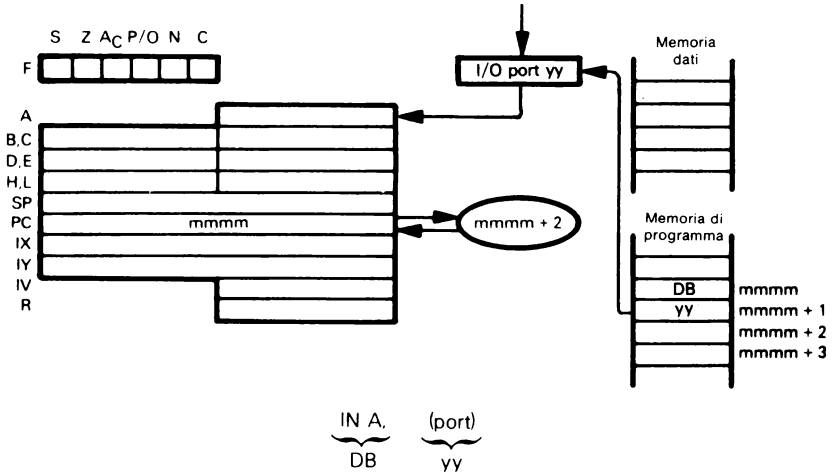 S Z AC P/O N C
F
A
B,C
D,E
H,L
SP
PC mmmm
IX
IY
IV
R
mmmm + 2
I/O port yy
Memoria
dati
Memoria di
programma
DB mmmm
yy mmmm + 1
mmmm + 2
mmmm + 3
IN A, (port)
DB yy